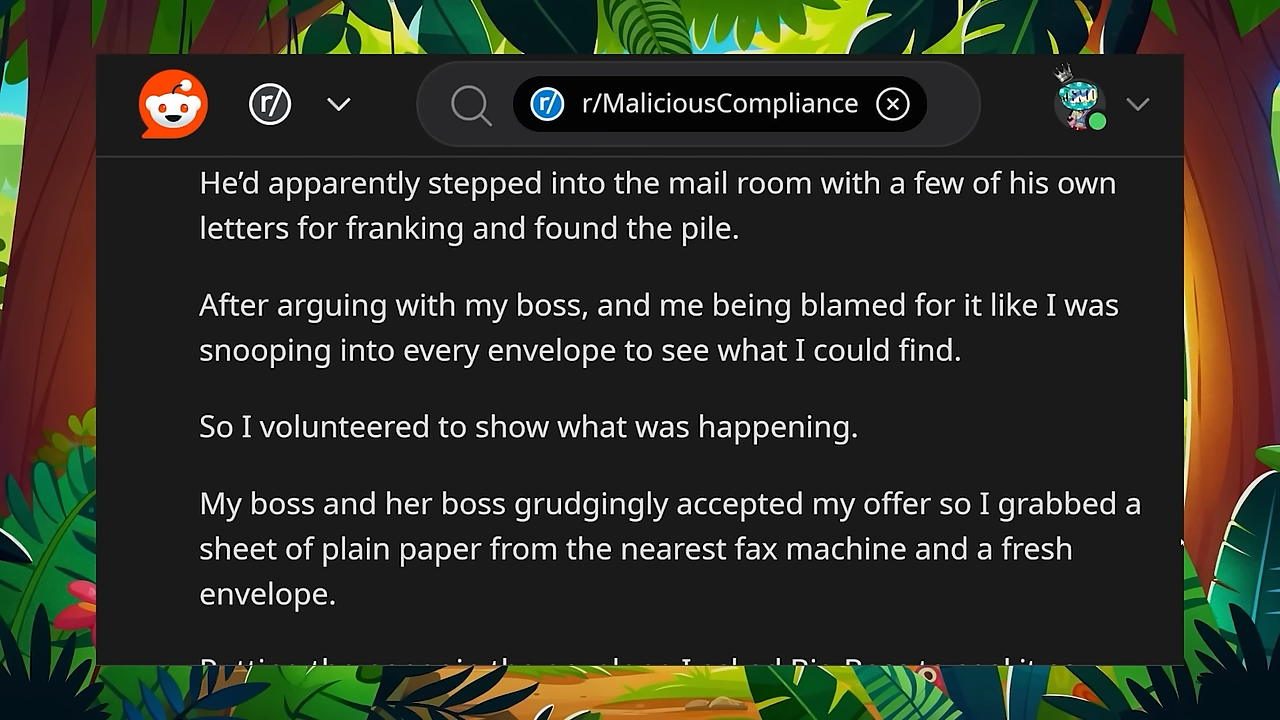 r/MaliciousCompliance
He’d apparently stepped into the mail room with a few of his own
letters for franking and found the pile.
After arguing with my boss, and me being blamed for it like I was
snooping into every envelope to see what I could find.
So I volunteered to show what was happening.
My boss and her boss grudgingly accepted my offer so I grabbed a
sheet of plain paper from the nearest fax machine and a fresh
envelope.